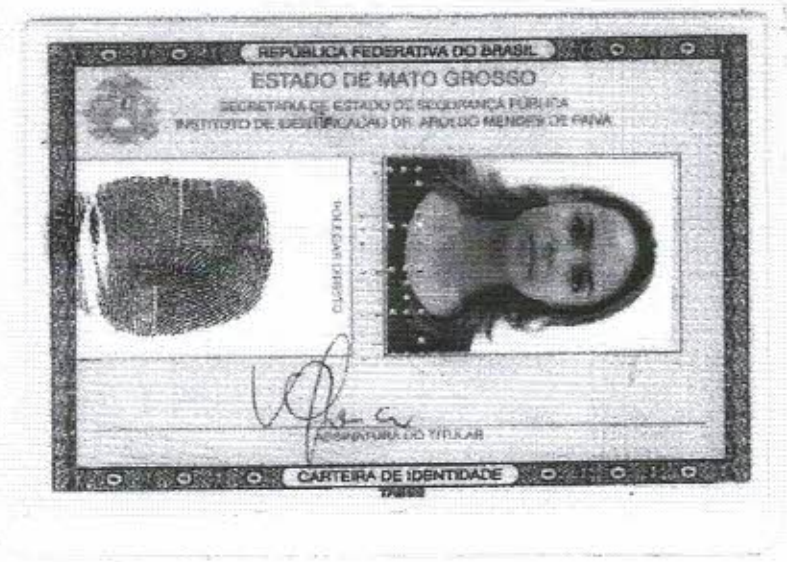 REPÚBLICA FEDERATIVA DO BRASIL
ESTADO DE MATO GROSSO
SECRETARIA DE ESTADO DE SEGURANÇA PÚBLICA
INSTITUTO DE IDENTIFICAÇÃO DR. AROLDO MENDES DE PAIVA
POLEGAR DIREITO
ASSINATURA DO TITULAR
CARTEIRA DE IDENTIDADE